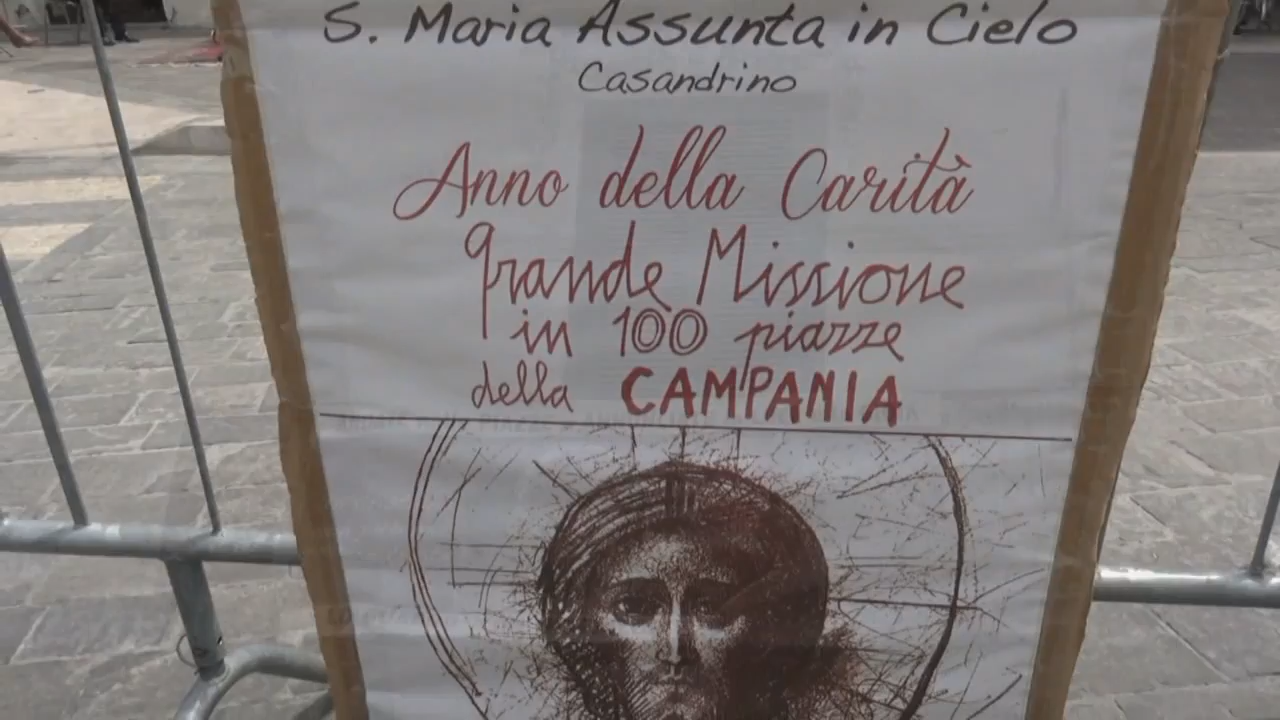 S. Maria Assunta in Cielo
Casandrino
Anno della Carità
grande Missione
in 100 piazze
della CAMPANIA